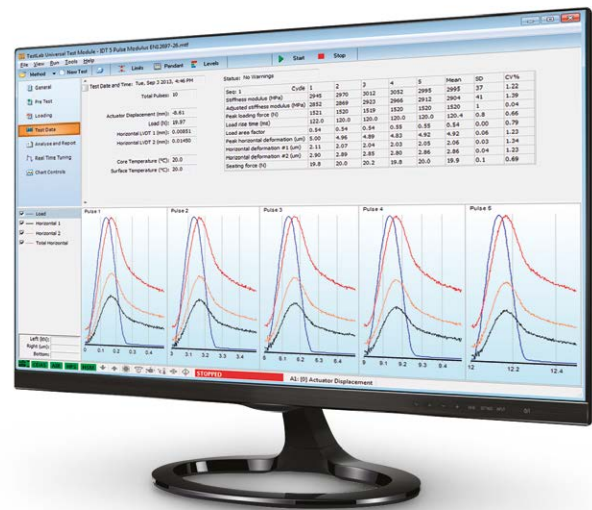 TestLab Universal Test Module - IDT 5 Pulse Modulus EN12697-26.mtf
File View Run Tools Help
Method New Test Limits Pendant Levels Start Stop
General
Pre Test
Loading
Test Data
Analyse and Report
Real Time Tuning
Chart Controls
Test Date and Time: Tue, Sep 3 2013, 4:46 PM
Total Pulses: 10
Actuator Displacement (mm): -8.61
Load (N): 19.97
Horizontal LVDT 1 (mm): 0.00851
Horizontal LVDT 2 (mm): 0.01450
Core Temperature (°C): 20.0
Surface Temperature (°C): 20.0
Status: No Warnings
Seq 1 Cycle 1 2 3 4 5 Mean SD CV%
Stiffness modulus (MPa) 2945 2970 3012 3052 2995 2995 37 1.22
Adjusted stiffness modulus (MPa) 2852 2869 2923 2966 2912 2904 41 1.39
Peak loading force (N) 1521 1520 1519 1520 1520 1520 1 0.04
Load rise time (ms) 122.0 120.0 120.0 120.0 120.0 120.4 0.8 0.66
Load area factor 0.54 0.54 0.54 0.55 0.55 0.54 0.00 0.79
Peak horizontal deformation (um) 5.00 4.96 4.89 4.83 4.92 4.92 0.06 1.23
Horizontal deformation #1 (um) 2.11 2.07 2.04 2.03 2.05 2.06 0.03 1.34
Horizontal deformation #2 (um) 2.90 2.89 2.85 2.80 2.86 2.86 0.04 1.23
Seating force (N) 19.8 20.0 20.2 19.8 20.0 19.9 0.1 0.69
Load
Horizontal 1
Horizontal 2
Total Horizontal
Pulse 1 Pulse 2 Pulse 3 Pulse 4 Pulse 5
0 0.1 0.2 0.3 0.4 3 3.1 3.2 3.3 3.4 6 6.1 6.2 6.3 6.4 9 9.2 9.4 12 12.2 12.4
Left (kN):
Right (um):
Bottom:
STOPPED
A1: [0] Actuator Displacement